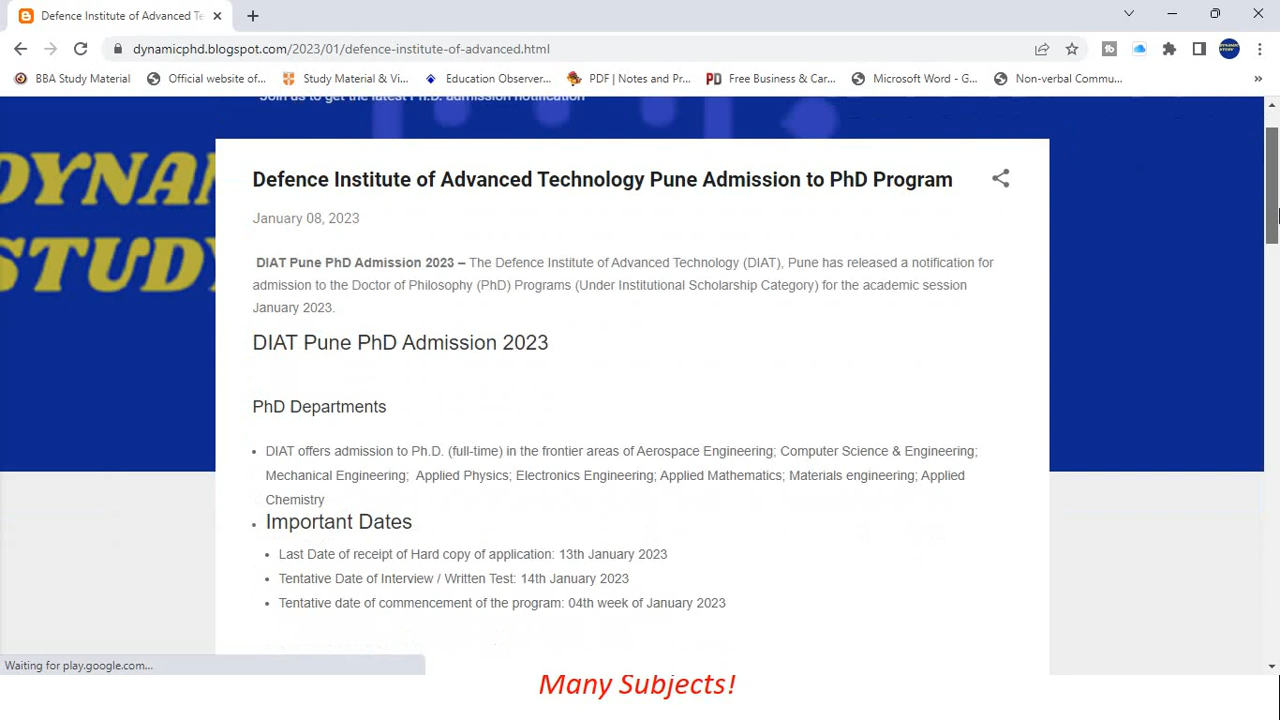 Defence Institute of Advanced Te
dynamicphd.blogspot.com/2023/01/defence-institute-of-advanced.html
BBA Study Material
Official website of...
Study Material & Vi...
Education Observer...
PDF | Notes and Pr...
Free Business & Car...
Microsoft Word - G...
Non-verbal Commu...
Join us to get the latest Ph.D. admission notification
DYNAM
STUDY
Defence Institute of Advanced Technology Pune Admission to PhD Program
January 08, 2023
DIAT Pune PhD Admission 2023 – The Defence Institute of Advanced Technology (DIAT), Pune has released a notification for
admission to the Doctor of Philosophy (PhD) Programs (Under Institutional Scholarship Category) for the academic session
January 2023.
DIAT Pune PhD Admission 2023
PhD Departments
• DIAT offers admission to Ph.D. (full-time) in the frontier areas of Aerospace Engineering; Computer Science & Engineering;
Mechanical Engineering; Applied Physics; Electronics Engineering; Applied Mathematics; Materials engineering; Applied
Chemistry
• Important Dates
• Last Date of receipt of Hard copy of application: 13th January 2023
• Tentative Date of Interview / Written Test: 14th January 2023
• Tentative date of commencement of the program: 04th week of January 2023
Waiting for play.google.com...
Many Subjects!